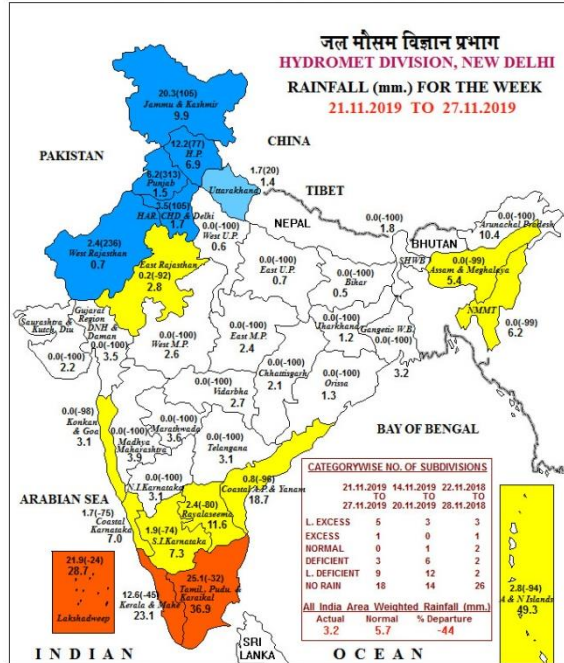 जल मौसम विज्ञान प्रभाग
HYDROMET DIVISION, NEW DELHI
RAINFALL (mm.) FOR THE WEEK
21.11.2019 TO 27.11.2019
20.3(105)
Jammu & Kashmir
9.9
12.2(77)
H.P.
6.9
CHINA
PAKISTAN
6.2(313)
Punjab
1.5
1.7(20)
Uttarakhand
1.4
TIBET
3.5(105)
HAR. CHD & Delhi
1.7
NEPAL
0.0(-100)
West U.P.
0.6
2.4(236)
West Rajasthan
0.7
East Rajasthan
0.2(-92)
2.8
0.0(-100)
East U.P.
0.7
0.0(-100)
1.8
SHWB
BHUTAN
0.0(-100)
Arunachal Pradesh
10.4
0.0(-99)
Assam & Meghalaya
5.4
NMMT
0.0(-99)
6.2
0.0(-100)
Bihar
0.5
Saurashtra &
Kutch, Diu
0.0(-100)
2.2
Gujarat
Region
DNH &
Daman
0.0(-100)
3.5
0.0(-100)
West M.P.
2.6
0.0(-100)
East M.P.
2.4
0.0(-100)
Jharkhand
1.2
Gangetic W.B.
0.0(-100)
3.2
0.0(-100)
Chhattisgarh
2.1
0.0(-100)
Orissa
1.3
0.0(-100)
Vidarbha
2.7
0.0(-98)
Konkan
& Goa
3.1
0.0(-100)
Madhya
Maharashtra
3.9
0.0(-100)
Marathwada
3.6
0.0(-100)
Telangana
3.1
BAY OF BENGAL
0.0(-100)
N.I.Karnataka
3.1
0.8(-96)
Coastal A.P. & Yanam
18.7
ARABIAN SEA
1.7(-75)
Coastal
Karnataka
7.0
2.4(-80)
Rayalaseema
11.6
1.9(-74)
S.I.Karnataka
7.3
21.9(-24)
28.7
Lakshadweep
12.6(-45)
Kerala & Mahe
23.1
25.1(-32)
Tamil, Pudu. &
Karaikal
36.9
2.8(-94)
A & N Islands
49.3
CATEGORYWISE NO. OF SUBDIVISIONS
21.11.2019 14.11.2019 22.11.2018
TO TO TO
27.11.2019 20.11.2019 28.11.2018
L. EXCESS 5 3 3
EXCESS 1 0 1
NORMAL 0 1 2
DEFICIENT 3 6 2
L. DEFICIENT 9 12 2
NO RAIN 18 14 26
All India Area Weighted Rainfall (mm.)
Actual Normal % Departure
3.2 5.7 -44
SRI
LANKA
INDIAN OCEAN